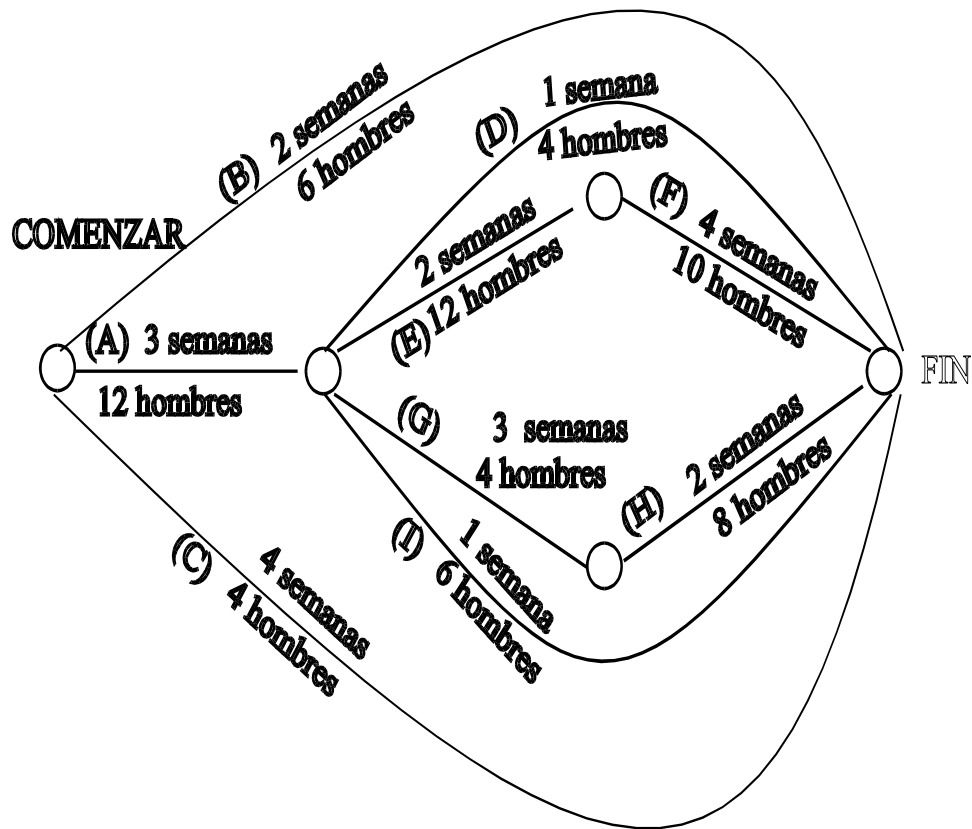 (B) 2 semanas
6 hombres
(D) 1 semana
4 hombres
COMENZAR
2 semanas
(E) 12 hombres
(F) 4 semanas
10 hombres
(A) 3 semanas
12 hombres
FIN
(G) 3 semanas
4 hombres
(H) 2 semanas
8 hombres
(I) 1 semana
6 hombres
(C) 4 semanas
4 hombres